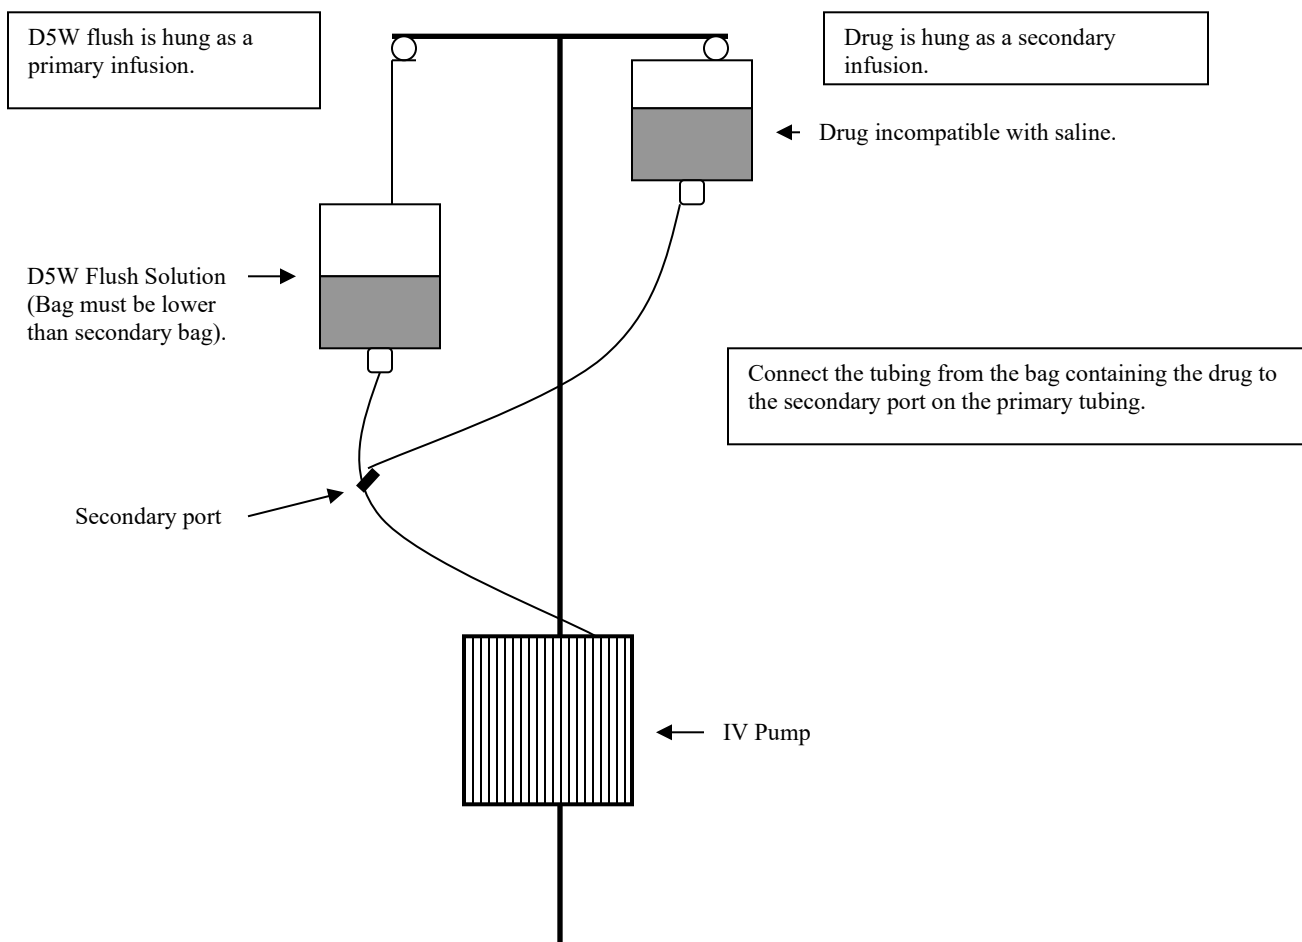 D5W flush is hung as a
primary infusion.
Drug is hung as a secondary
infusion.
Drug incompatible with saline.
D5W Flush Solution
(Bag must be lower
than secondary bag).
Connect the tubing from the bag containing the drug to
the secondary port on the primary tubing.
Secondary port
IV Pump